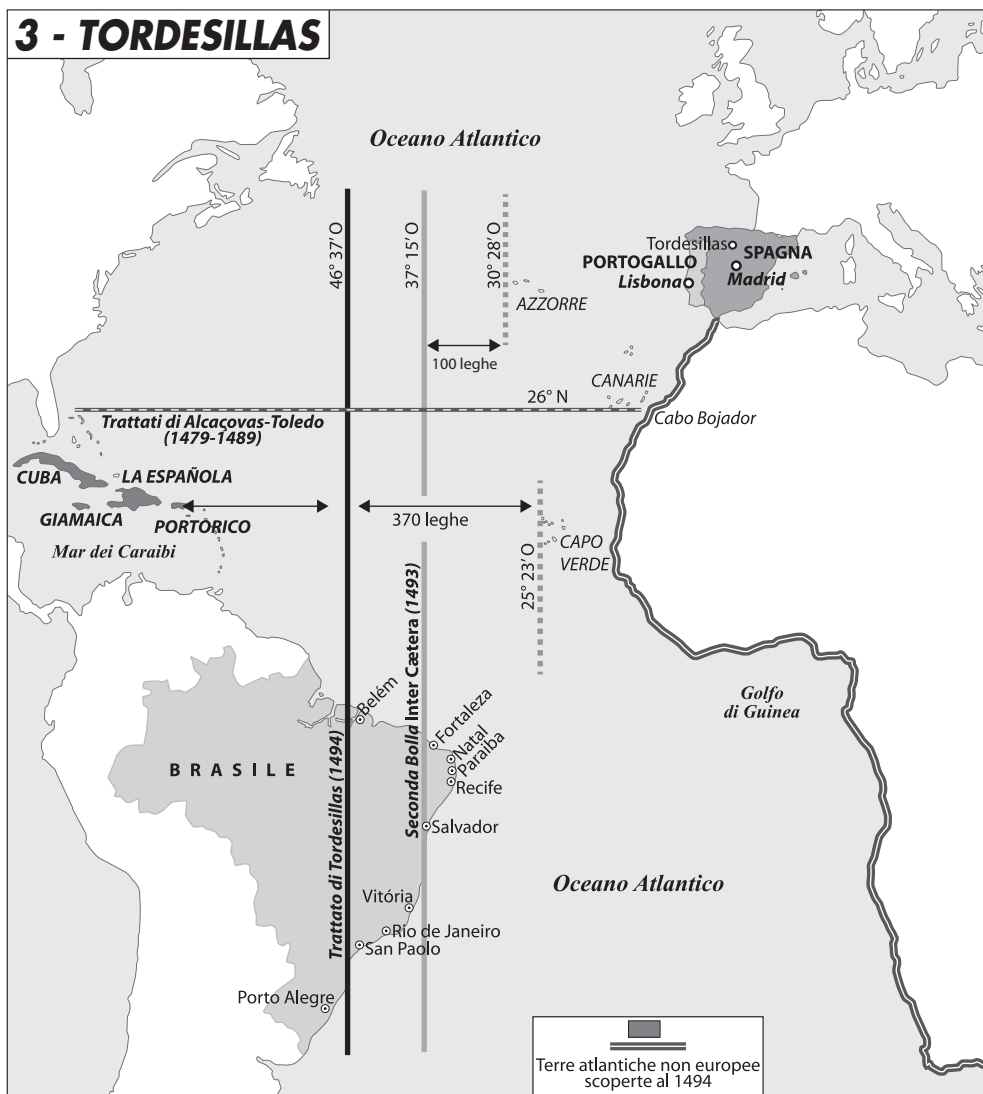 3 - TORDESILLAS
Oceano Atlantico
46° 37' O
37° 15' O
30° 28' O
Tordesillas
SPAGNA
PORTOGALLO
Lisbona
Madrid
AZZORRE
100 leghe
CANARIE
26° N
Cabo Bojador
Trattati di Alcaçovas-Toledo
(1479-1489)
CUBA
LA ESPAÑOLA
GIAMAICA
PORTORICO
370 leghe
Mar dei Caraibi
CAPO
VERDE
25° 23' O
Seconda Bolla Inter Cætera (1493)
Trattato di Tordesillas (1494)
Golfo
di Guinea
Belém
Fortaleza
Natal
Paraiba
Recife
BRASILE
Salvador
Oceano Atlantico
Vitória
Rio de Janeiro
San Paolo
Porto Alegre
Terre atlantiche non europee
scoperte al 1494